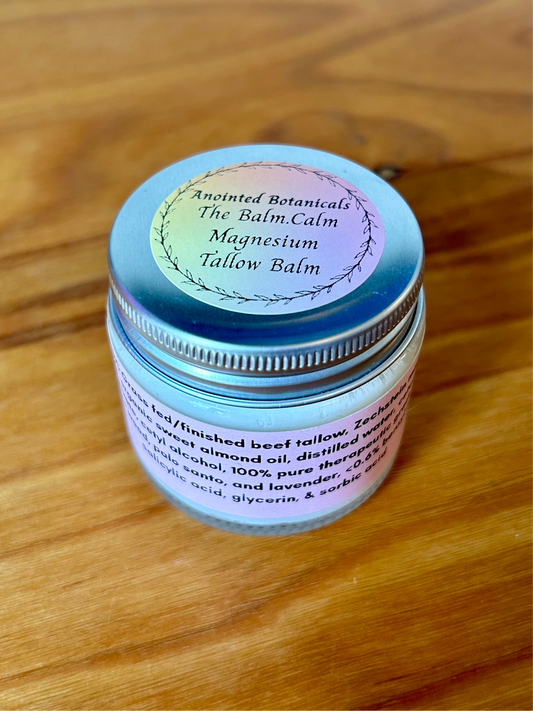 Anointed Botanicals
The Balm.Calm
Magnesium
Tallow Balm
fed/finished beef tallow, Zechstein
sweet almond oil, distilled water,
cetyl alcohol, 100% pure therapeutic
palo santo, and lavender, <0.6%
salicylic acid, glycerin, & sorbic acid